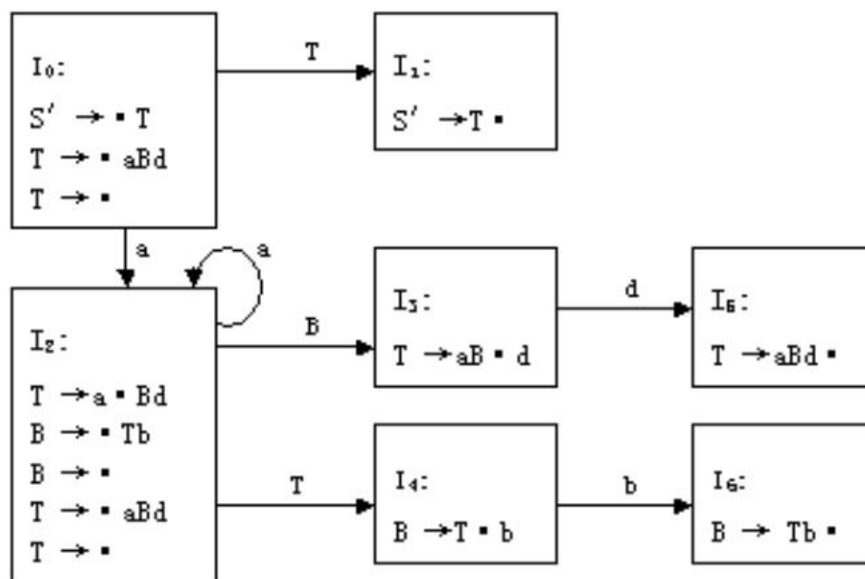 I₀:
S' → · T
T → · aBd
T → ·
T
I₁:
S' → T ·
a
a
I₂:
T → a · Bd
B → · Tb
B → ·
T → · aBd
T → ·
B
I₃:
T → aB · d
d
I₅:
T → aBd ·
T
I₄:
B → T · b
b
I₆:
B → Tb ·